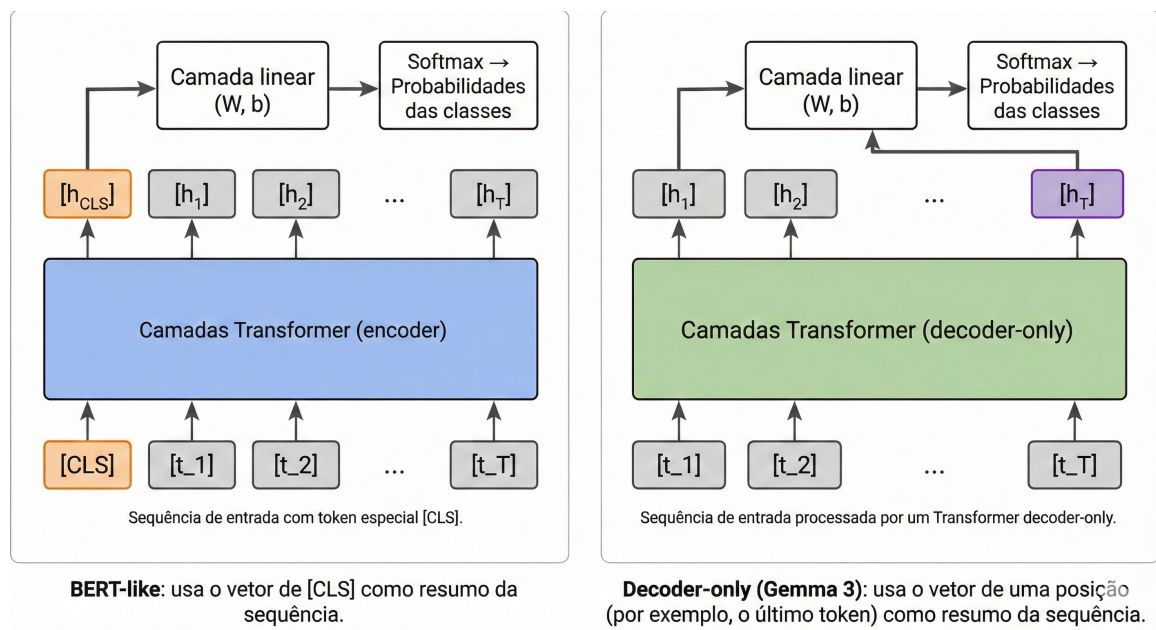 Camada linear
(W, b)
Softmax →
Probabilidades
das classes
[hCLS]
[h1]
[h2]
...
[hT]
Camadas Transformer (encoder)
[CLS]
[t_1]
[t_2]
...
[t_T]
Sequência de entrada com token especial [CLS].
BERT-like: usa o vetor de [CLS] como resumo da
sequência.
Camada linear
(W, b)
Softmax →
Probabilidades
das classes
[h1]
[h2]
...
[hT]
Camadas Transformer (decoder-only)
[t_1]
[t_2]
...
[t_T]
Sequência de entrada processada por um Transformer decoder-only.
Decoder-only (Gemma 3): usa o vetor de uma posição
(por exemplo, o último token) como resumo da sequência.